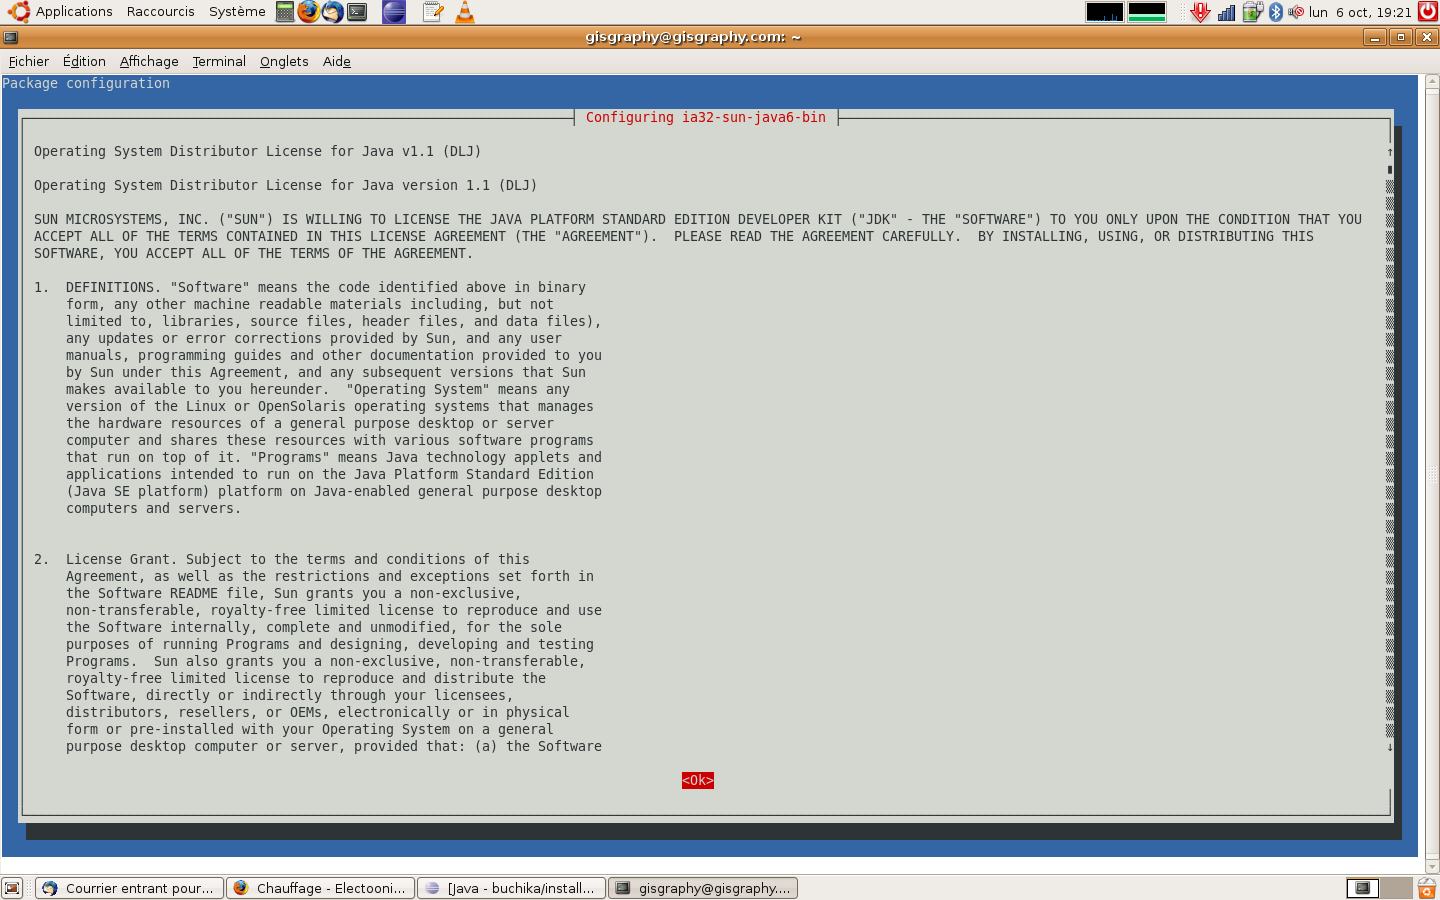 Applications Raccourcis Système lun 6 oct, 19:21
gisgraphy@gisgraphy.com: ~
Fichier Édition Affichage Terminal Onglets Aide
Package configuration
Configuring ia32-sun-java6-bin
Operating System Distributor License for Java v1.1 (DLJ)
Operating System Distributor License for Java version 1.1 (DLJ)
SUN MICROSYSTEMS, INC. ("SUN") IS WILLING TO LICENSE THE JAVA PLATFORM STANDARD EDITION DEVELOPER KIT ("JDK" - THE "SOFTWARE") TO YOU ONLY UPON THE CONDITION THAT YOU
ACCEPT ALL OF THE TERMS CONTAINED IN THIS LICENSE AGREEMENT (THE "AGREEMENT").  PLEASE READ THE AGREEMENT CAREFULLY.  BY INSTALLING, USING, OR DISTRIBUTING THIS
SOFTWARE, YOU ACCEPT ALL OF THE TERMS OF THE AGREEMENT.
1.  DEFINITIONS. "Software" means the code identified above in binary
form, any other machine readable materials including, but not
limited to, libraries, source files, header files, and data files),
any updates or error corrections provided by Sun, and any user
manuals, programming guides and other documentation provided to you
by Sun under this Agreement, and any subsequent versions that Sun
makes available to you hereunder.  "Operating System" means any
version of the Linux or OpenSolaris operating systems that manages
the hardware resources of a general purpose desktop or server
computer and shares these resources with various software programs
that run on top of it. "Programs" means Java technology applets and
applications intended to run on the Java Platform Standard Edition
(Java SE platform) platform on Java-enabled general purpose desktop
computers and servers.
2.  License Grant. Subject to the terms and conditions of this
Agreement, as well as the restrictions and exceptions set forth in
the Software README file, Sun grants you a non-exclusive,
non-transferable, royalty-free limited license to reproduce and use
the Software internally, complete and unmodified, for the sole
purposes of running Programs and designing, developing and testing
Programs.  Sun also grants you a non-exclusive, non-transferable,
royalty-free limited license to reproduce and distribute the
Software, directly or indirectly through your licensees,
distributors, resellers, or OEMs, electronically or in physical
form or pre-installed with your Operating System on a general
purpose desktop computer or server, provided that: (a) the Software
<Ok>
Courrier entrant pour... Chauffage - Electooni... [Java - buchika/install... gisgraphy@gisgraphy....